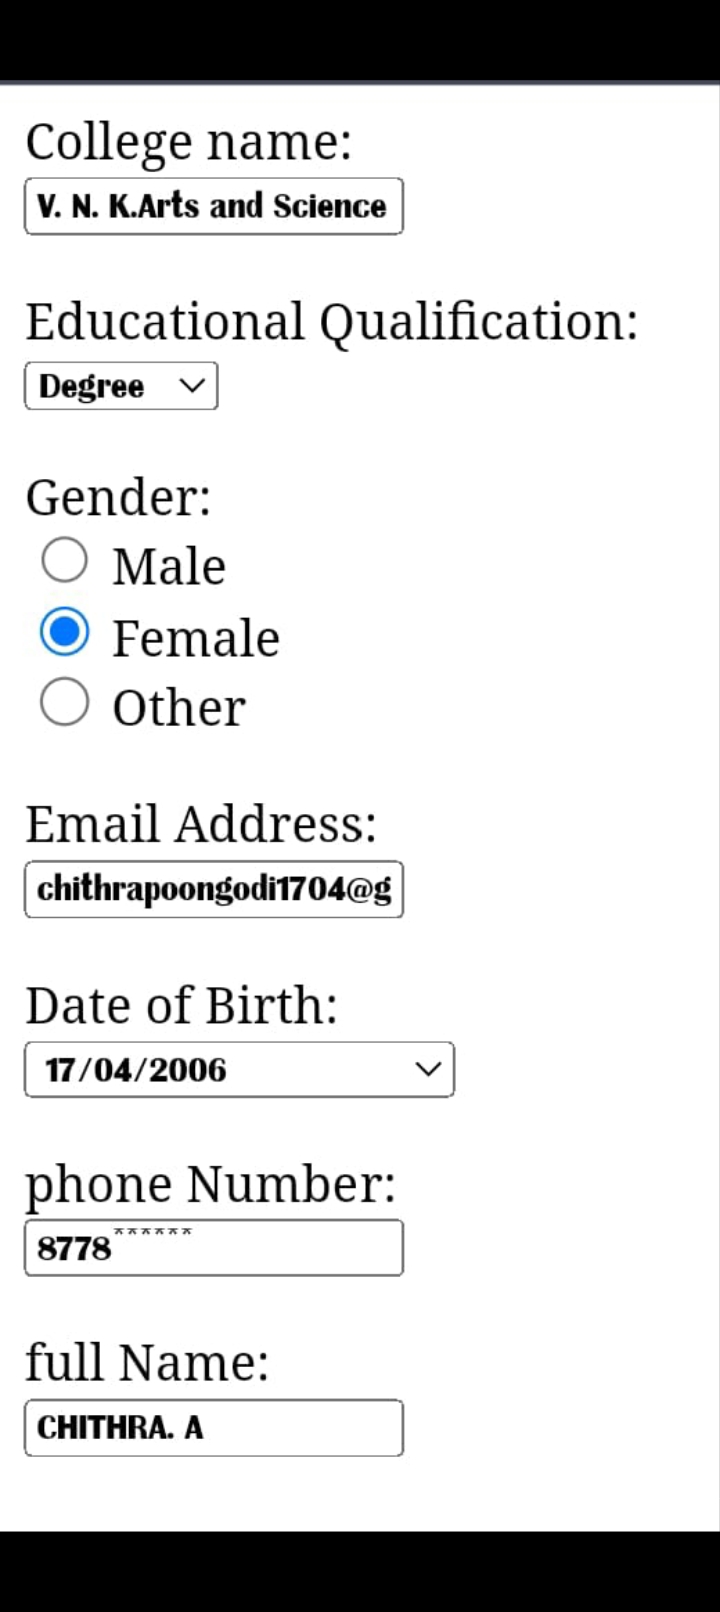 College name:
V. N. K.Arts and Science
Educational Qualification:
Degree
Gender:
Male
Female
Other
Email Address:
chithrapoongodi1704@g
Date of Birth:
17/04/2006
phone Number:
8778******
full Name:
CHITHRA. A